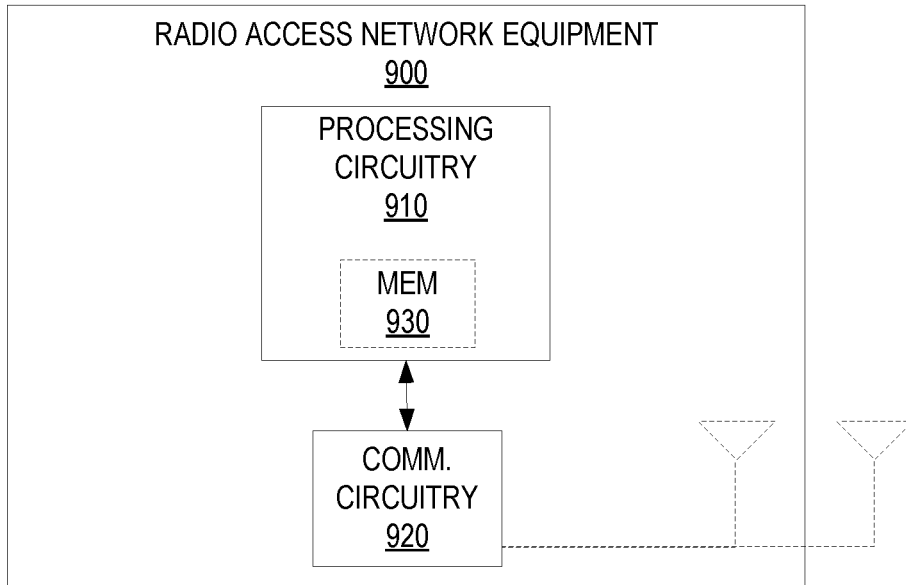 RADIO ACCESS NETWORK EQUIPMENT
900
PROCESSING
CIRCUITRY
910
MEM
930
COMM.
CIRCUITRY
920